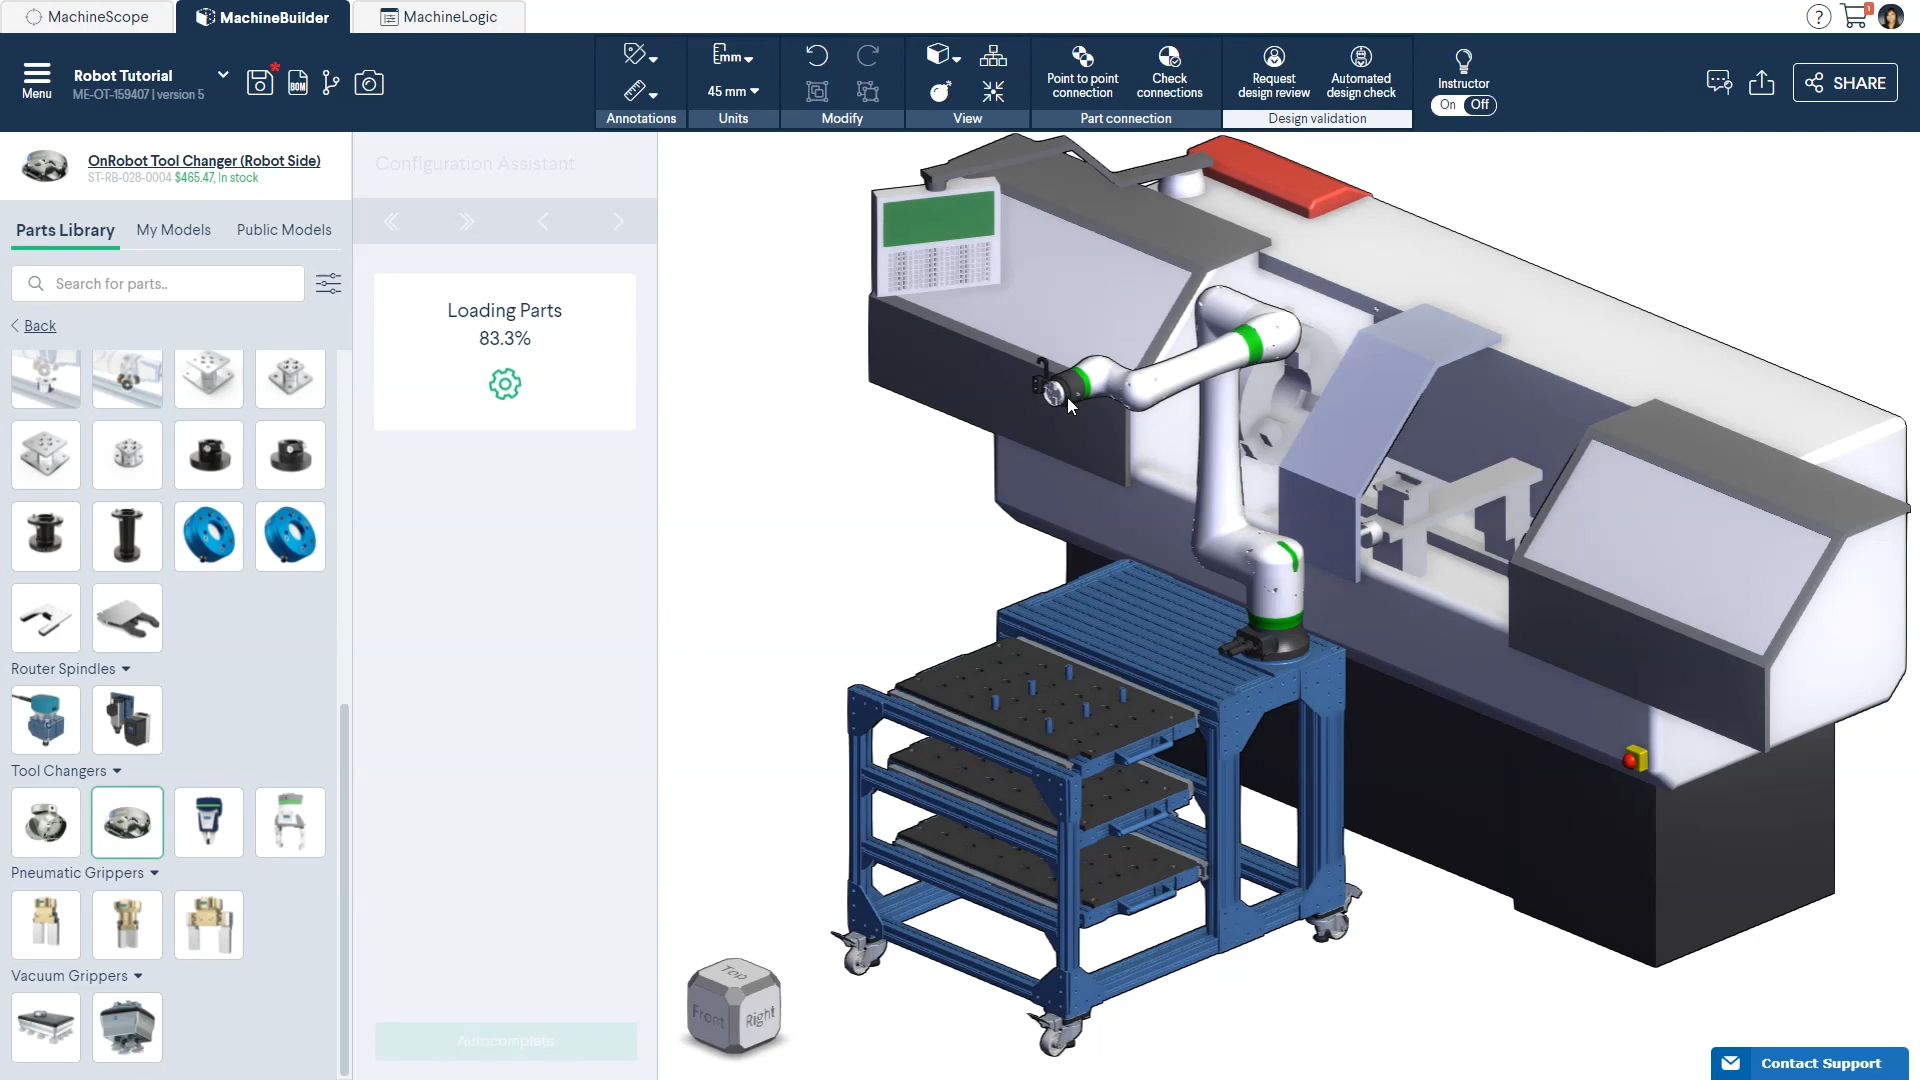 MachineScope
MachineBuilder
MachineLogic
?
1
Menu
Robot Tutorial
ME-OT-159407 | version 5
BOM
mm
45 mm
Annotations
Units
Modify
View
Point to point
connection
Check
connections
Part connection
Request
design review
Automated
design check
Design validation
Instructor
On Off
SHARE
OnRobot Tool Changer (Robot Side)
ST-RB-028-0004 $465.47, In stock
Parts Library
My Models
Public Models
Search for parts..
Back
Router Spindles
Tool Changers
Pneumatic Grippers
Vacuum Grippers
Configuration Assistant
Loading Parts
83.3%
Autocomplete
Top
Front
Right
Contact Support